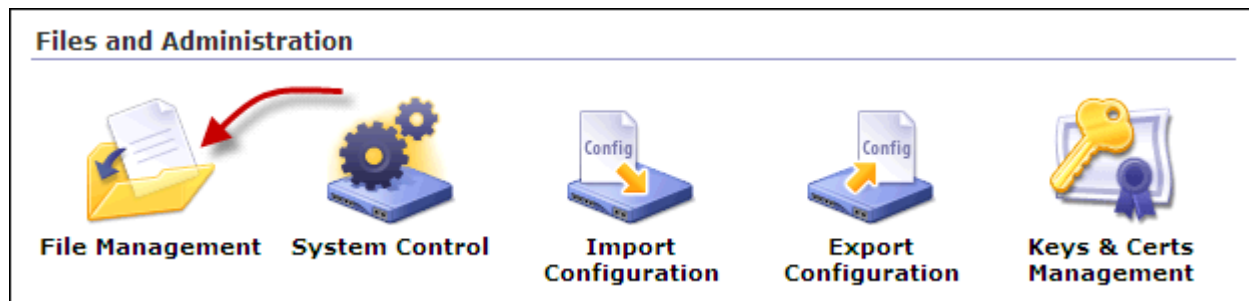 Files and Administration
Config
Config
File Management
System Control
Import
Configuration
Export
Configuration
Keys & Certs
Management